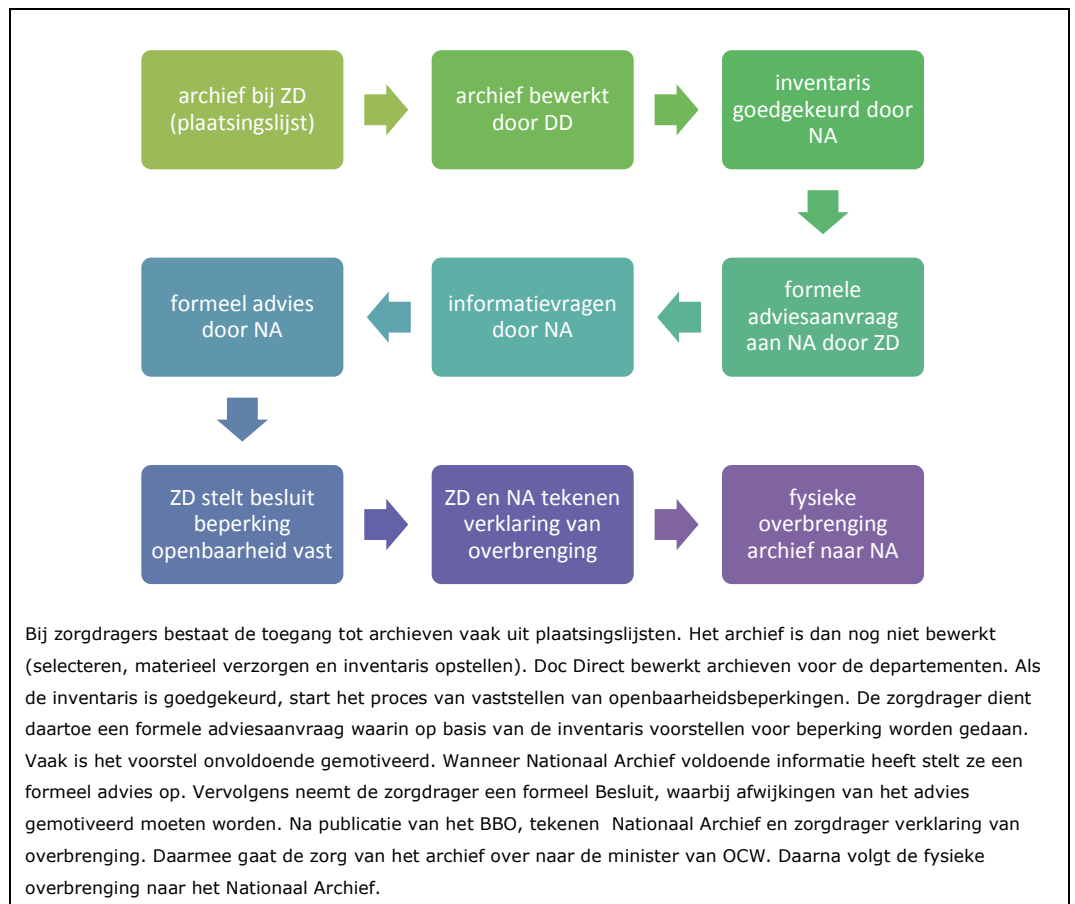 archief bij ZD
(plaatsingslijst)
archief bewerkt
door DD
inventaris
goedgekeurd door
NA
formele
adviesaanvraag
aan NA door ZD
informatievragen
door NA
formeel advies
door NA
ZD stelt besluit
beperking
openbaarheid vast
ZD en NA tekenen
verklaring van
overbrenging
fysieke
overbrenging
archief naar NA
Bij zorgdragers bestaat de toegang tot archieven vaak uit plaatsingslijsten. Het archief is dan nog niet bewerkt
(selecteren, materieel verzorgen en inventaris opstellen). Doc Direct bewerkt archieven voor de departementen. Als
de inventaris is goedgekeurd, start het proces van vaststellen van openbaarheidsbeperkingen. De zorgdrager dient
daartoe een formele adviesaanvraag waarin op basis van de inventaris voorstellen voor beperking worden gedaan.
Vaak is het voorstel onvoldoende gemotiveerd. Wanneer Nationaal Archief voldoende informatie heeft stelt ze een
formeel advies op. Vervolgens neemt de zorgdrager een formeel Besluit, waarbij afwijkingen van het advies
gemotiveerd moeten worden. Na publicatie van het BBO, tekenen Nationaal Archief en zorgdrager verklaring van
overbrenging. Daarmee gaat de zorg van het archief over naar de minister van OCW. Daarna volgt de fysieke
overbrenging naar het Nationaal Archief.